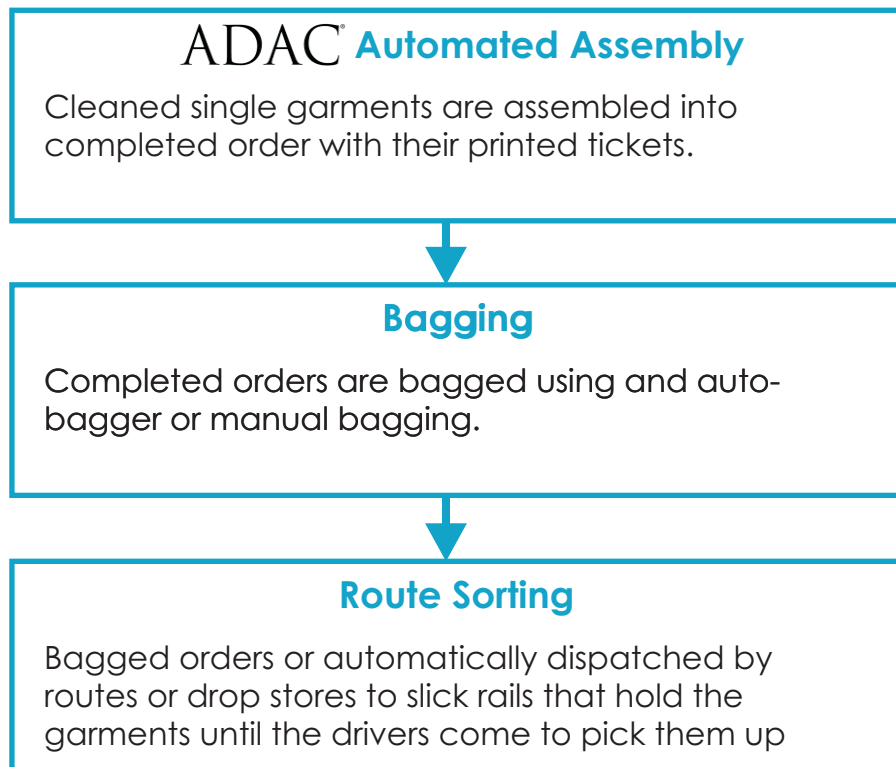 ADAC® Automated Assembly
Cleaned single garments are assembled into
completed order with their printed tickets.
Bagging
Completed orders are bagged using and auto-
bagger or manual bagging.
Route Sorting
Bagged orders or automatically dispatched by
routes or drop stores to slick rails that hold the
garments until the drivers come to pick them up